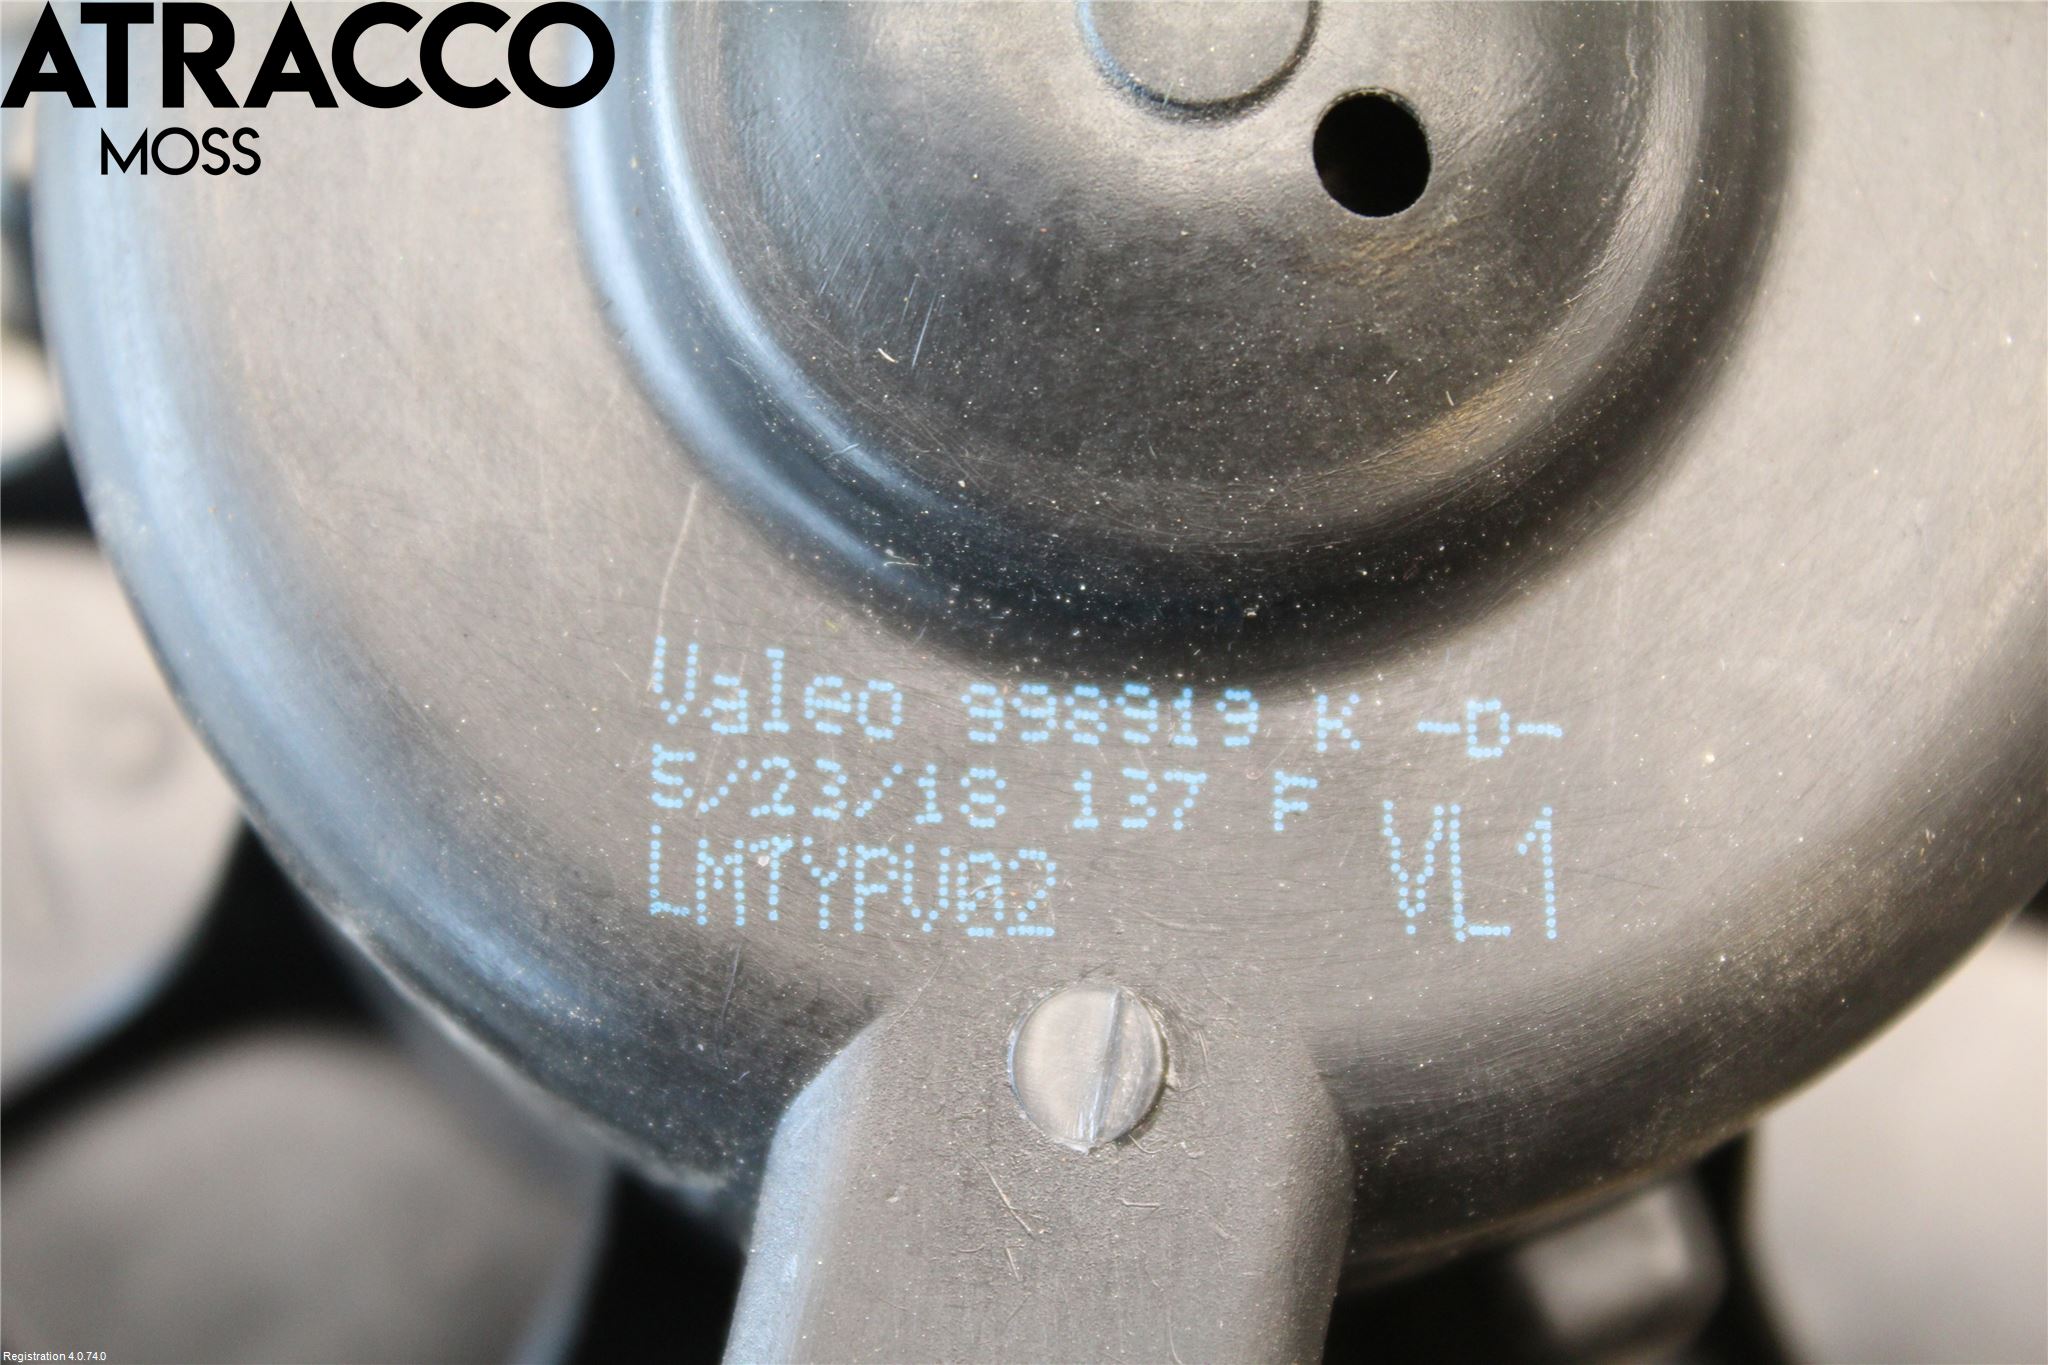 ATRACCO
MOSS
Valeo 998919 K -D-
5/23/18 137 F
LMTYPV02 VL1
Registration 4.0.74.0